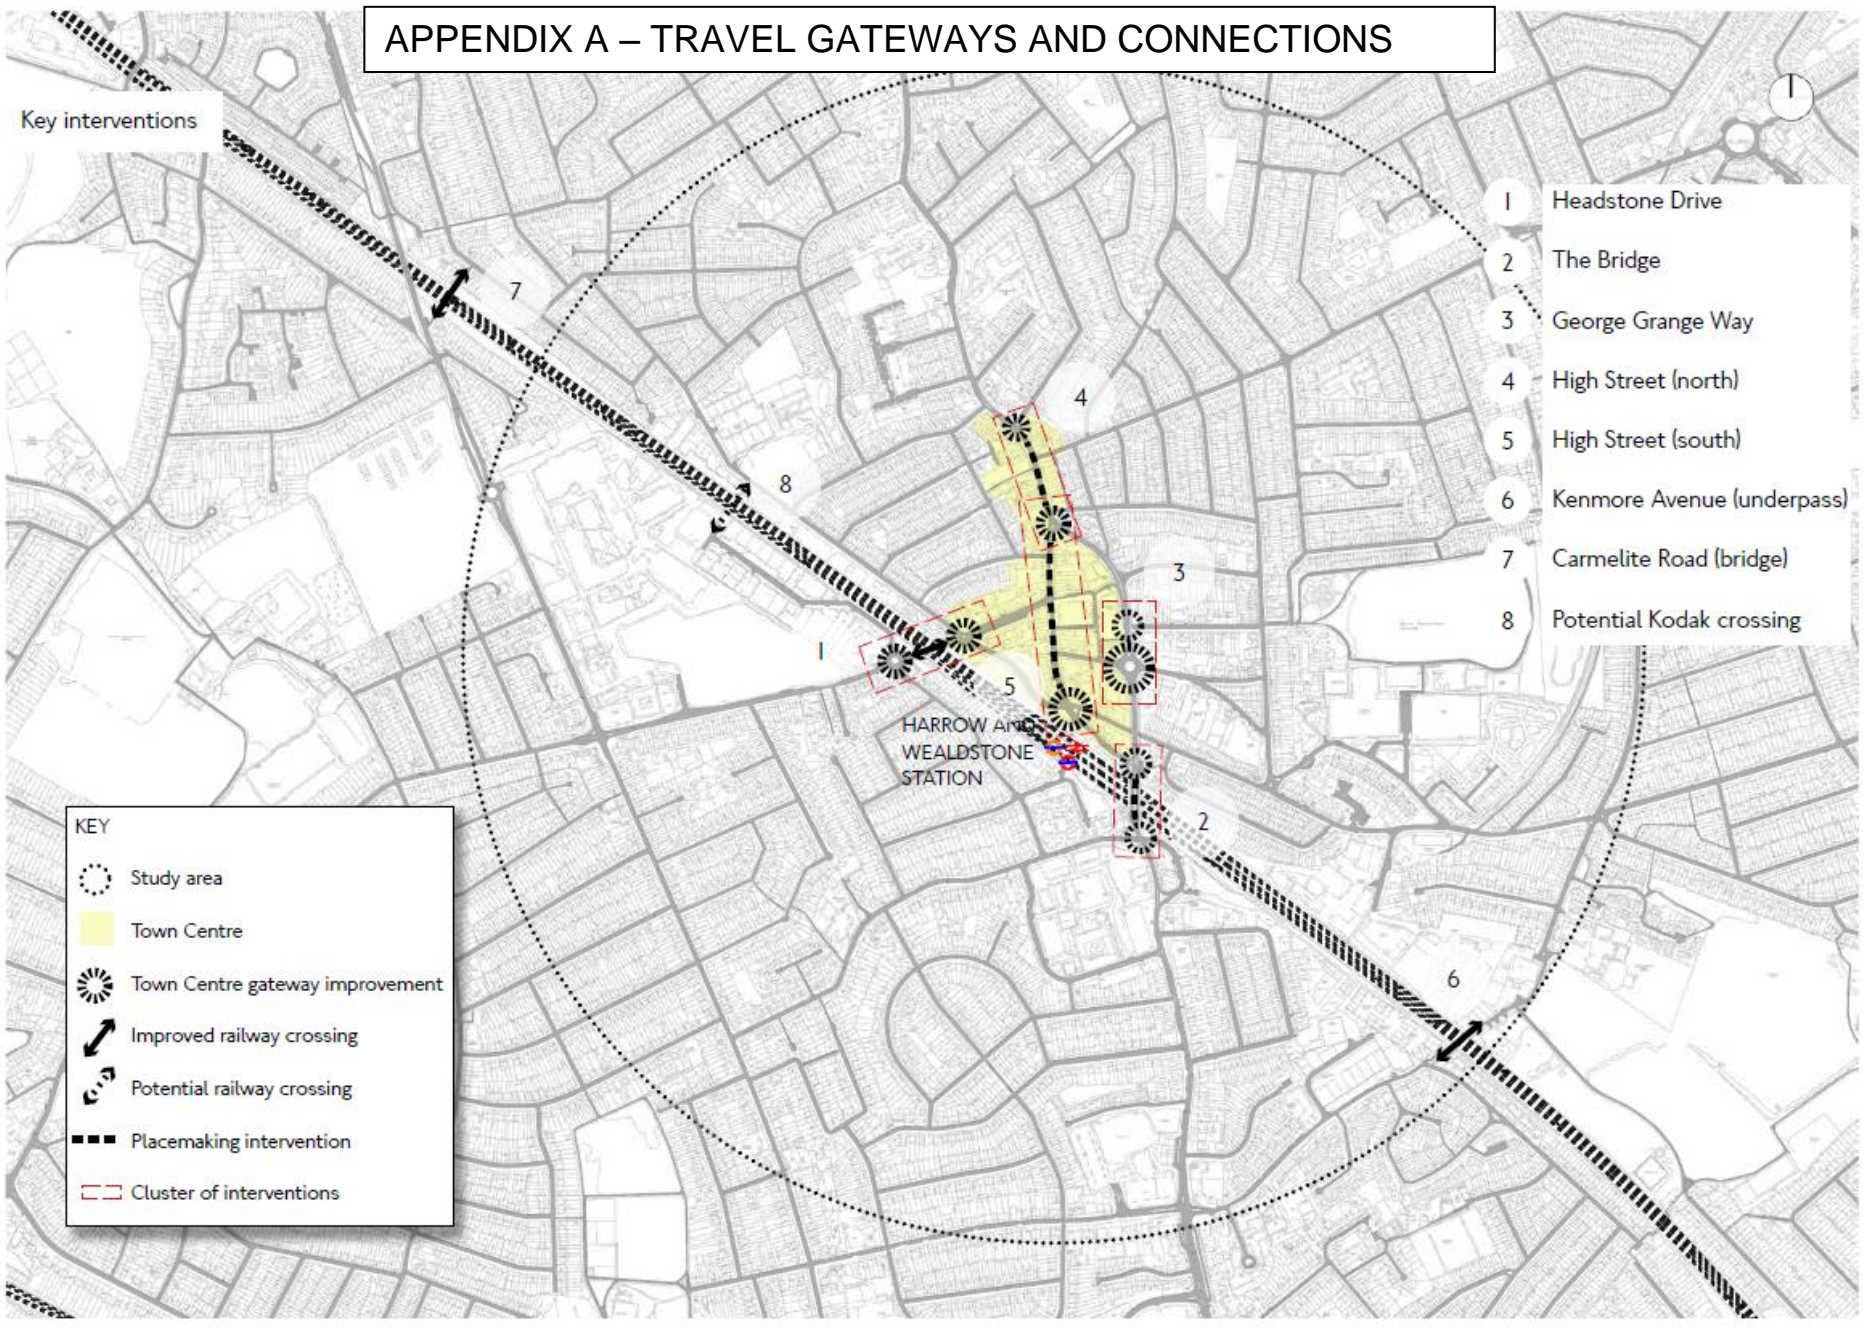 APPENDIX A – TRAVEL GATEWAYS AND CONNECTIONS
Key interventions
1 Headstone Drive
2 The Bridge
3 George Grange Way
4 High Street (north)
5 High Street (south)
6 Kenmore Avenue (underpass)
7 Carmelite Road (bridge)
8 Potential Kodak crossing
7
4
8
3
1
5
HARROW AND
WEALDSTONE
STATION
2
6
KEY
Study area
Town Centre
Town Centre gateway improvement
Improved railway crossing
Potential railway crossing
Placemaking intervention
Cluster of interventions